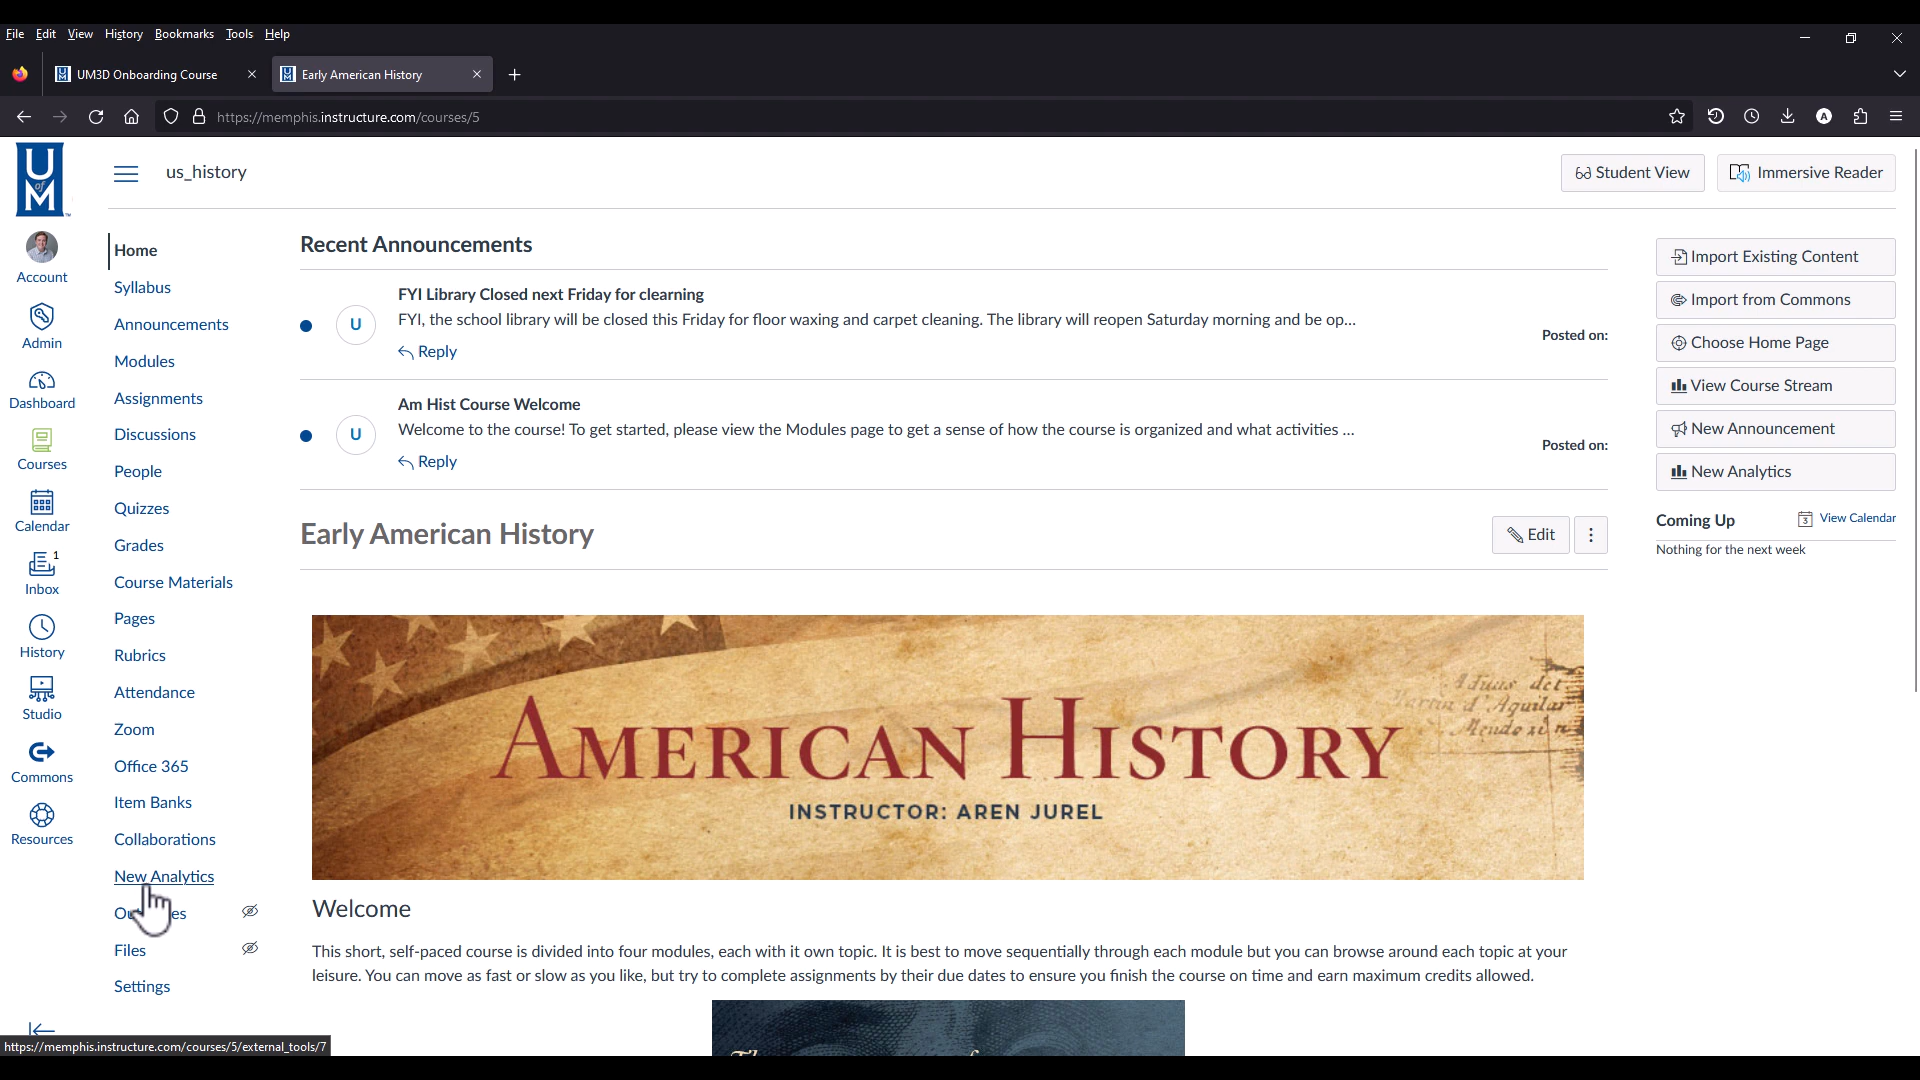 File Edit View History Bookmarks Tools Help
UM3D Onboarding Course
Early American History
https://memphis.instructure.com/courses/5
A
U
of
M
TM
us_history
Student View
Immersive Reader
Account
Admin
Dashboard
Courses
Calendar
1
Inbox
History
Studio
Commons
Resources
Home
Syllabus
Announcements
Modules
Assignments
Discussions
People
Quizzes
Grades
Course Materials
Pages
Rubrics
Attendance
Zoom
Office 365
Item Banks
Collaborations
New Analytics
Files
Settings
Recent Announcements
U
FYI Library Closed next Friday for clearning
FYI, the school library will be closed this Friday for floor waxing and carpet cleaning. The library will reopen Saturday morning and be op...
Reply
Posted on:
U
Am Hist Course Welcome
Welcome to the course! To get started, please view the Modules page to get a sense of how the course is organized and what activities ...
Reply
Posted on:
Early American History
Edit
AMERICAN HISTORY
INSTRUCTOR: AREN JUREL
Welcome
This short, self-paced course is divided into four modules, each with it own topic. It is best to move sequentially through each module but you can browse around each topic at your
leisure. You can move as fast or slow as you like, but try to complete assignments by their due dates to ensure you finish the course on time and earn maximum credits allowed.
Import Existing Content
Import from Commons
Choose Home Page
View Course Stream
New Announcement
New Analytics
Coming Up
3 View Calendar
Nothing for the next week
https://memphis.instructure.com/courses/5/external_tools/7